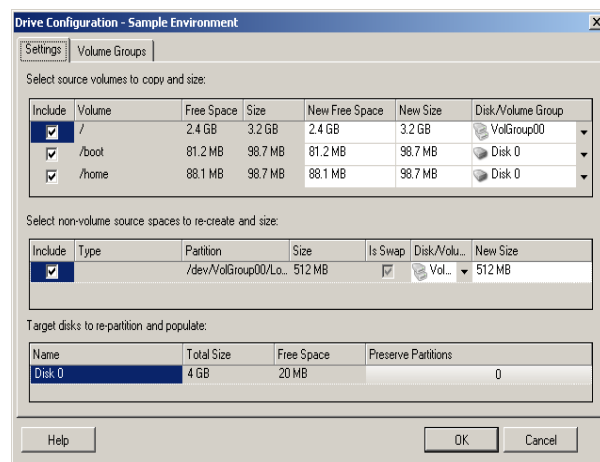 Drive Configuration - Sample Environment
Settings Volume Groups
Select source volumes to copy and size:
Include Volume Free Space Size New Free Space New Size Disk/Volume Group
/ 2.4 GB 3.2 GB 2.4 GB 3.2 GB VolGroup00
/boot 81.2 MB 98.7 MB 81.2 MB 98.7 MB Disk 0
/home 88.1 MB 98.7 MB 88.1 MB 98.7 MB Disk 0
Select non-volume source spaces to re-create and size:
Include Type Partition Size Is Swap Disk/Volu... New Size
/dev/VolGroup00/Lo... 512 MB Vol... 512 MB
Target disks to re-partition and populate:
Name Total Size Free Space Preserve Partitions
Disk 0 4 GB 20 MB 0
Help OK Cancel